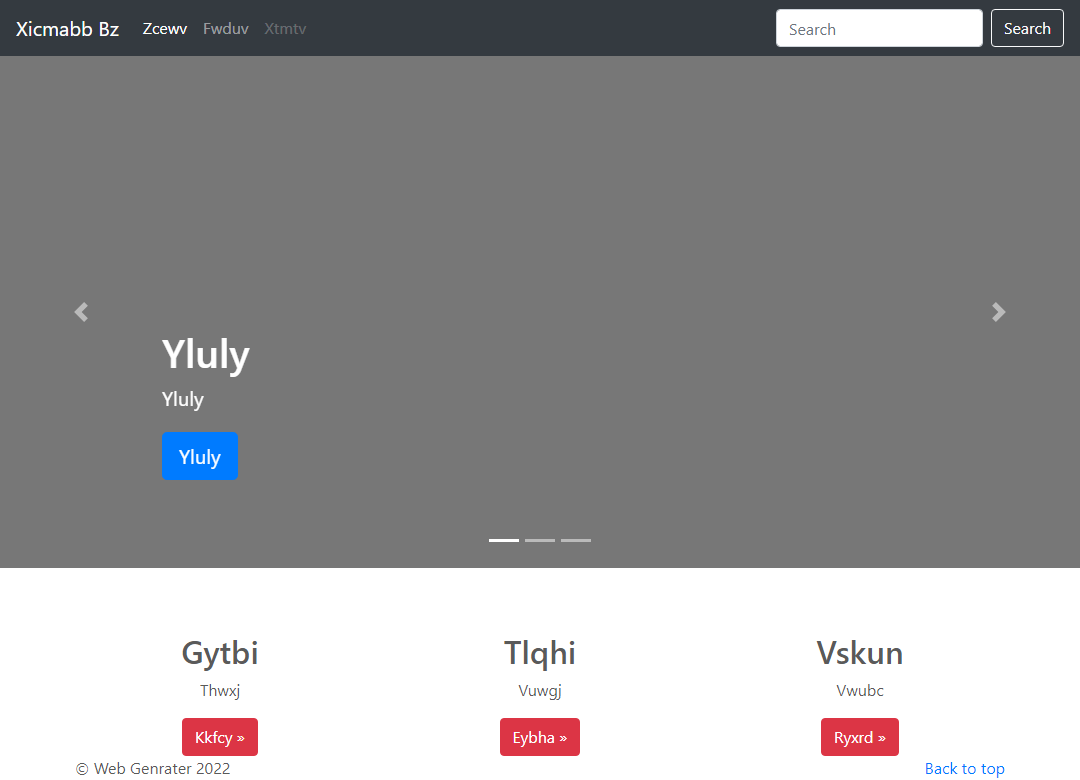 Xicmabb Bz Zcewv Fwduv Xtmtv Search Search
Yluly
Yluly
Yluly
Gytbi Tlqhi Vskun
Thwxj Vuwgj Vwubc
Kkfcy » Eybha » Ryxrd »
© Web Genrater 2022 Back to top